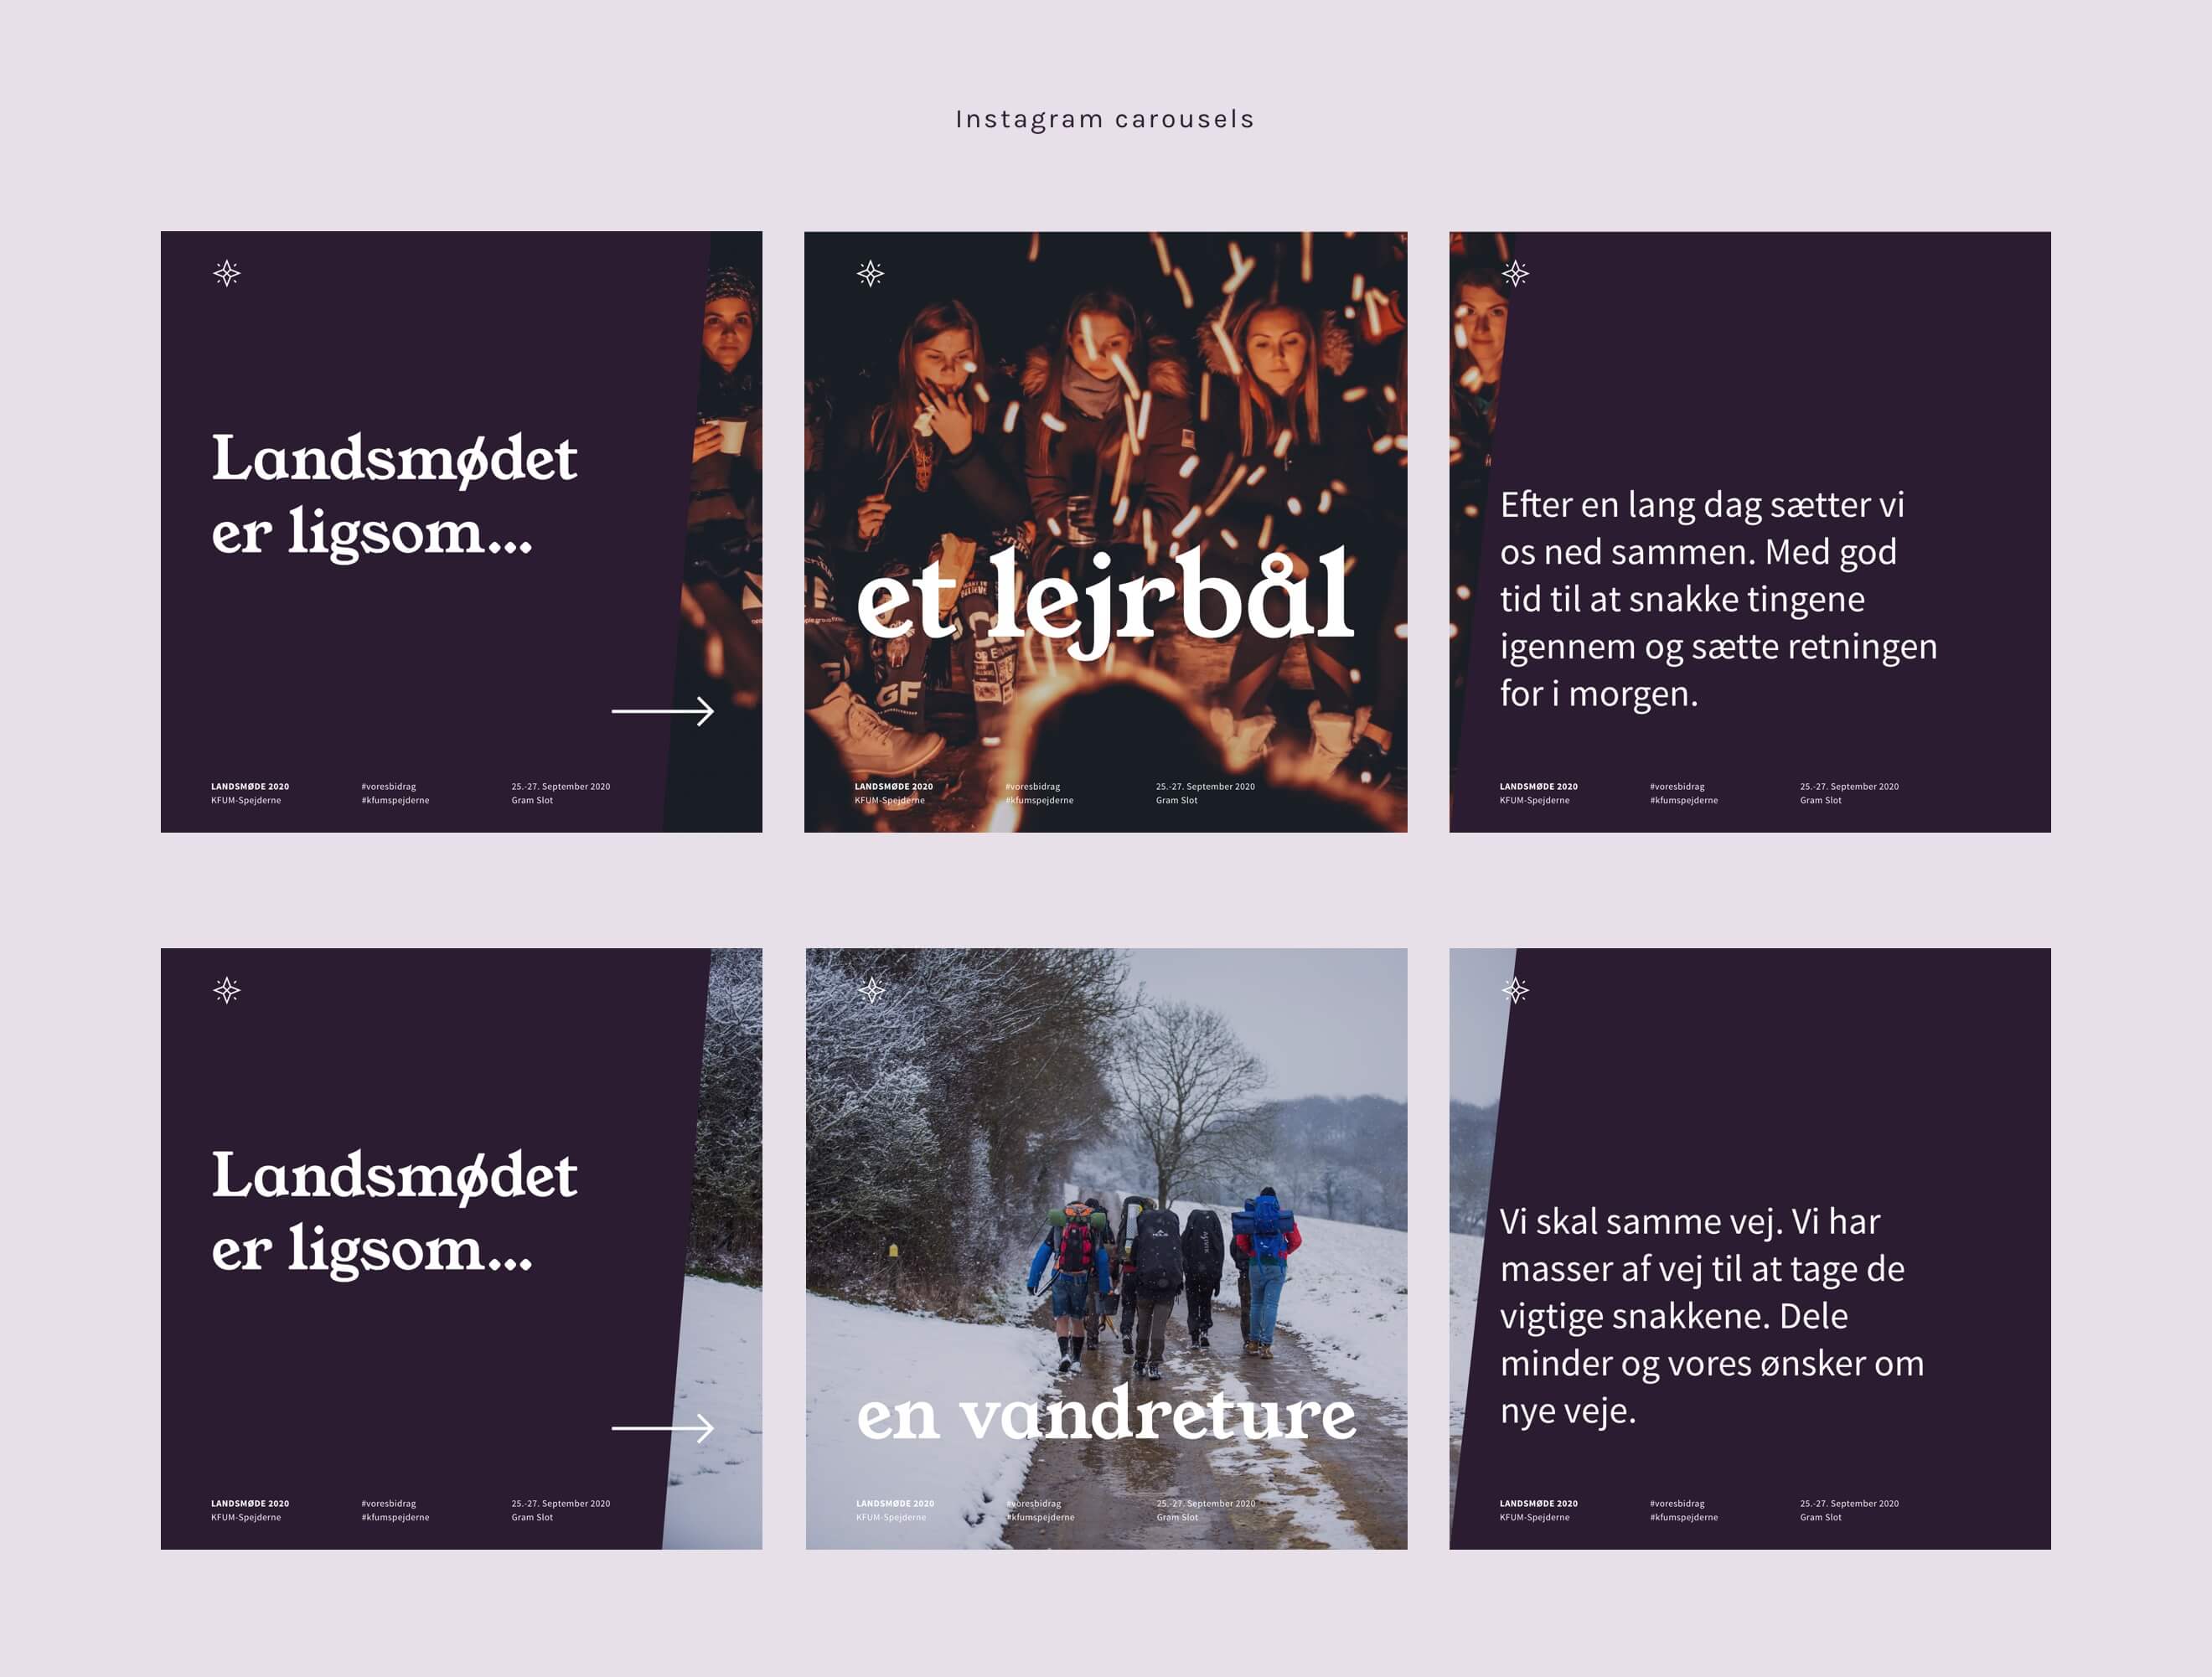 Instagram carousels
Landsmødet
er ligsom...
LANDSMØDE 2020
KFUM-Spejderne
#voresbidrag
#kfumspejderne
25.-27. September 2020
Gram Slot
et lejrbål
GF
LANDSMØDE 2020
KFUM-Spejderne
#voresbidrag
#kfumspejderne
25.-27. September 2020
Gram Slot
Efter en lang dag sætter vi
os ned sammen. Med god
tid til at snakke tingene
igennem og sætte retningen
for i morgen.
LANDSMØDE 2020
KFUM-Spejderne
#voresbidrag
#kfumspejderne
25.-27. September 2020
Gram Slot
Landsmødet
er ligsom...
LANDSMØDE 2020
KFUM-Spejderne
#voresbidrag
#kfumspejderne
25.-27. September 2020
Gram Slot
en vandreture
LANDSMØDE 2020
KFUM-Spejderne
#voresbidrag
#kfumspejderne
25.-27. September 2020
Gram Slot
Vi skal samme vej. Vi har
masser af vej til at tage de
vigtige snakkene. Dele
minder og vores ønsker om
nye veje.
LANDSMØDE 2020
KFUM-Spejderne
#voresbidrag
#kfumspejderne
25.-27. September 2020
Gram Slot